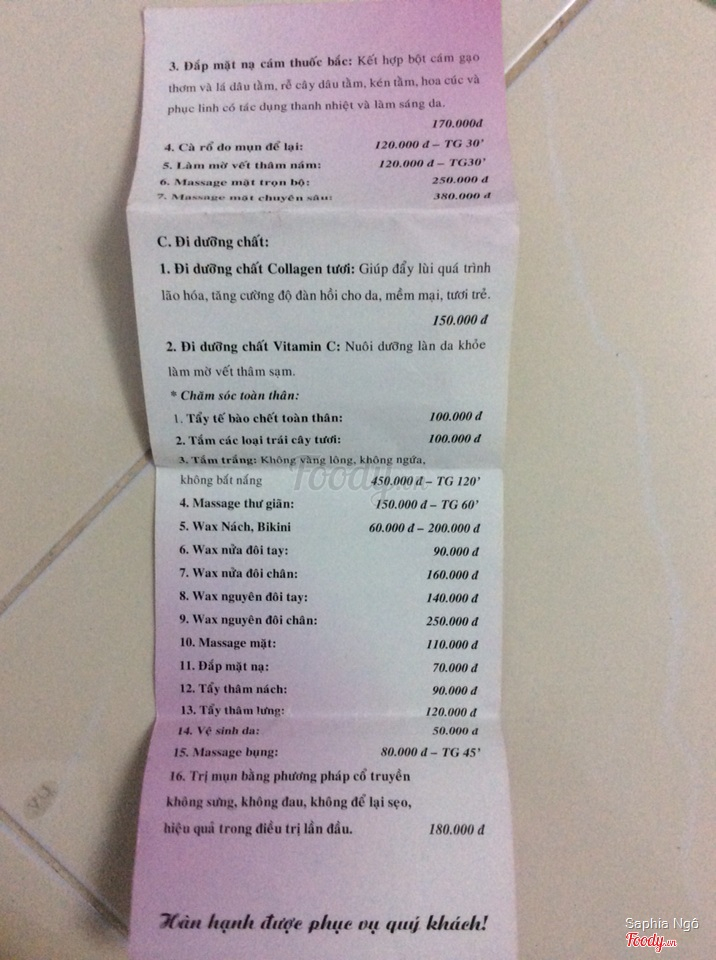 3. Đắp mặt nạ cám thuốc bắc: Kết hợp bột cám gạo
thơm và lá dâu tằm, rễ cây dâu tằm, kén tằm, hoa cúc và
phục linh có tác dụng thanh nhiệt và làm sáng da.
170.000đ
4. Cà rổ do mụn để lại: 120.000 đ – TG 30'
5. Làm mờ vết thâm nám: 120.000 đ – TG30'
6. Massage mặt trọn bộ: 250.000 đ
7. Massage mặt chuyên sâu: 380.000 đ
C. Đi dưỡng chất:
1. Đi dưỡng chất Collagen tươi: Giúp đẩy lùi quá trình
lão hóa, tăng cường độ đàn hồi cho da, mềm mại, tươi trẻ.
150.000 đ
2. Đi dưỡng chất Vitamin C: Nuôi dưỡng làn da khỏe
làm mờ vết thâm sạm.
* Chăm sóc toàn thân:
1. Tẩy tế bào chết toàn thân: 100.000 đ
2. Tắm các loại trái cây tươi: 100.000 đ
3. Tắm trắng: Không vàng lông, không ngứa,
không bắt nắng 450.000 đ – TG 120'
4. Massage thư giãn: 150.000 đ – TG 60'
5. Wax Nách, Bikini 60.000 đ – 200.000 đ
6. Wax nửa đôi tay: 90.000 đ
7. Wax nửa đôi chân: 160.000 đ
8. Wax nguyên đôi tay: 140.000 đ
9. Wax nguyên đôi chân: 250.000 đ
10. Massage mặt: 110.000 đ
11. Đắp mặt nạ: 70.000 đ
12. Tẩy thâm nách: 90.000 đ
13. Tẩy thâm lưng: 120.000 đ
14. Vệ sinh da: 50.000 đ
15. Massage bụng: 80.000 đ – TG 45'
16. Trị mụn bằng phương pháp cổ truyền
không sưng, không đau, không để lại sẹo,
hiệu quả trong điều trị lần đầu. 180.000 đ
Hân hạnh được phục vụ quý khách!
Foody.vn
Saphia Ngô
Foody.vn